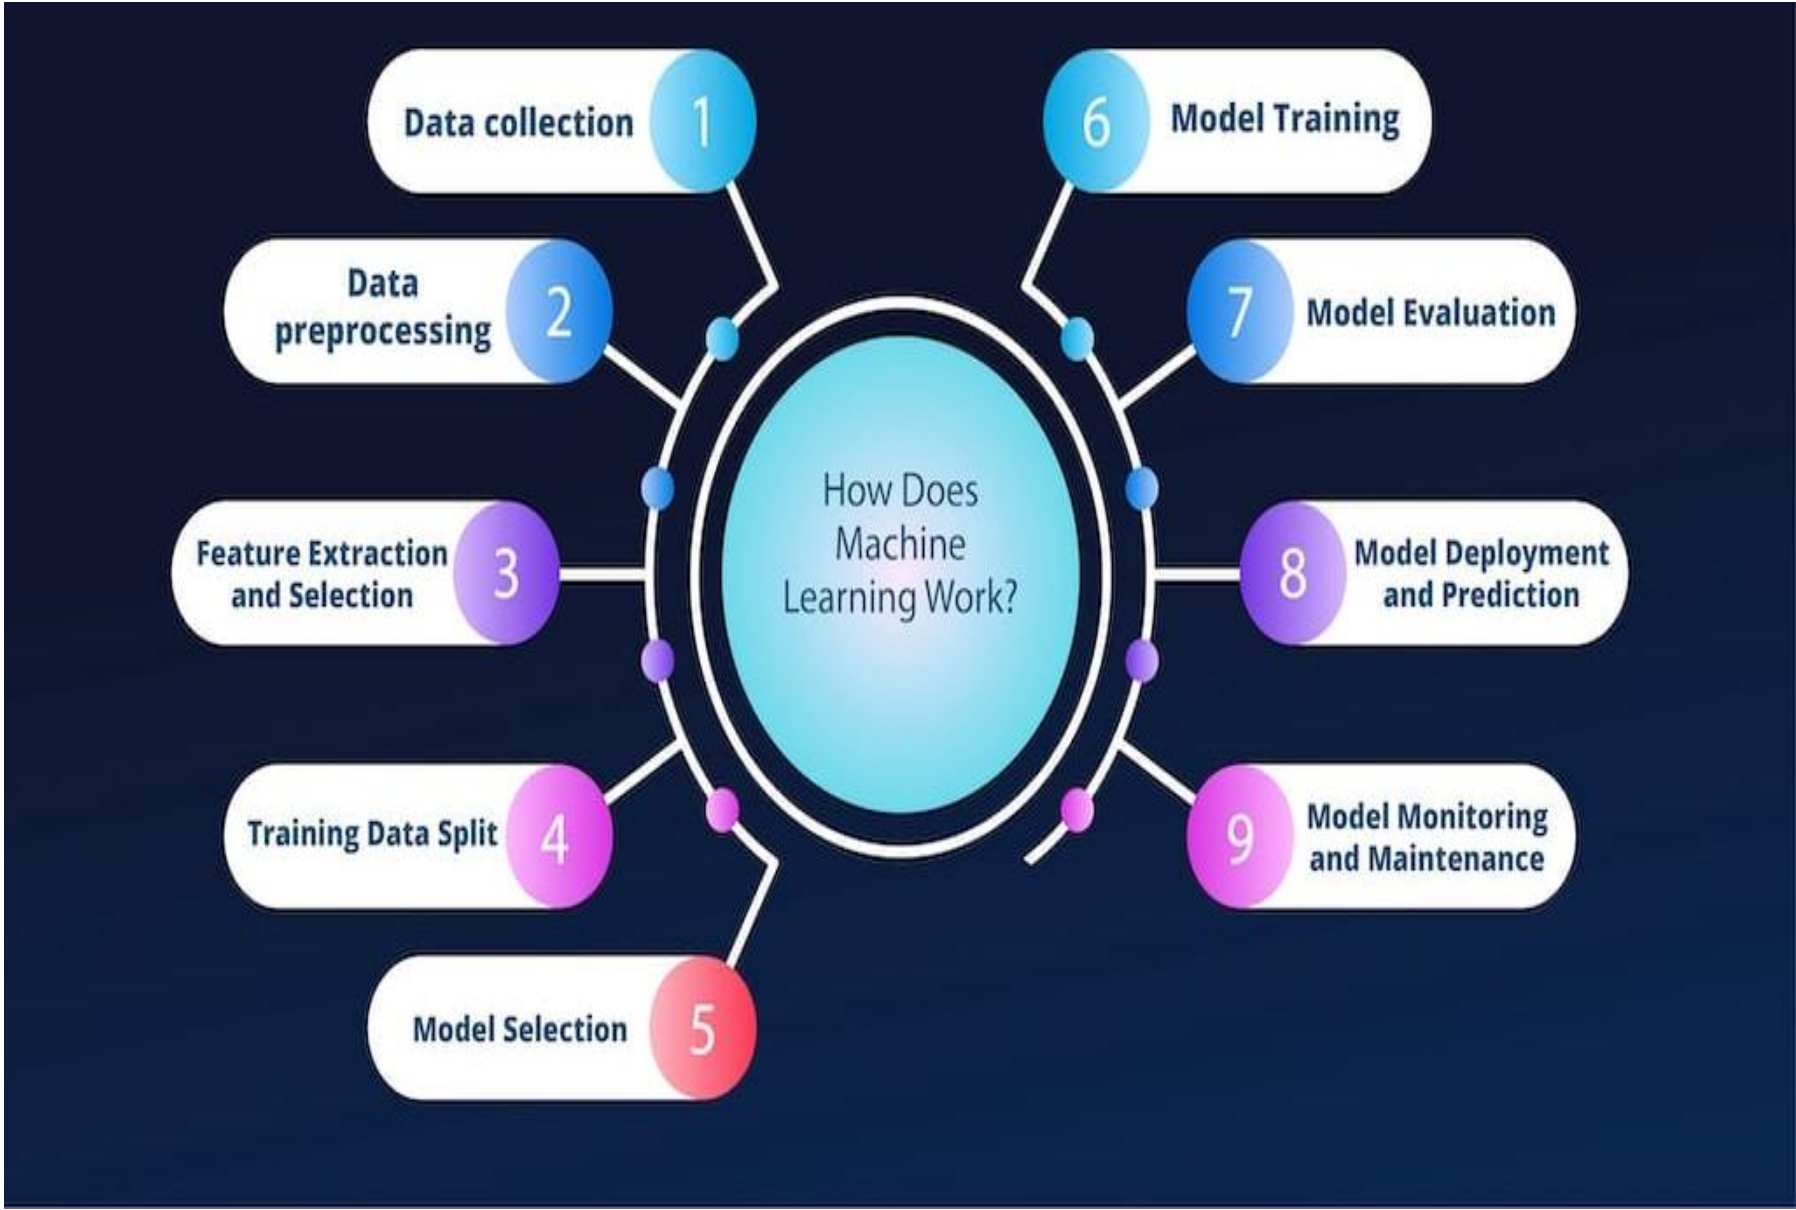 Data collection
1
Data
preprocessing
2
Feature Extraction
and Selection
3
Training Data Split
4
Model Selection
5
How Does
Machine
Learning Work?
6
Model Training
7
Model Evaluation
8
Model Deployment
and Prediction
9
Model Monitoring
and Maintenance